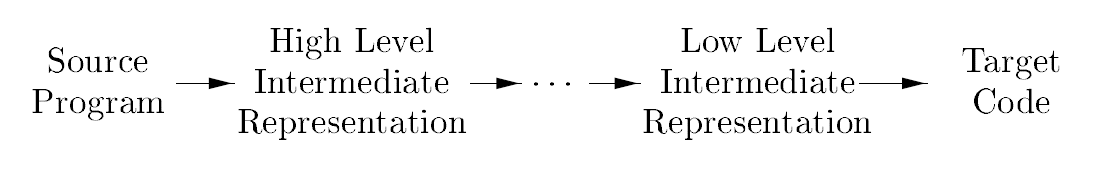 Source
Program
High Level
Intermediate
Representation
...
Low Level
Intermediate
Representation
Target
Code